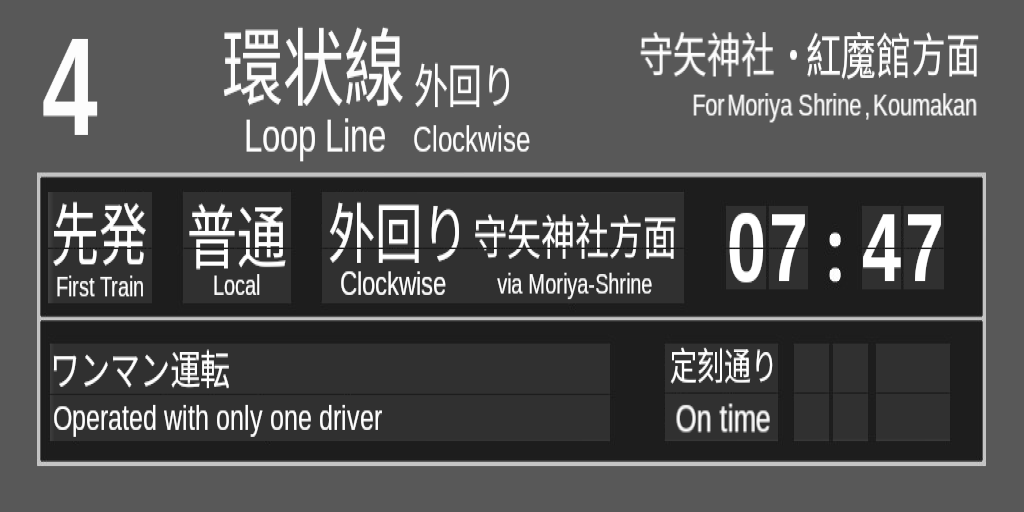 4
環状線 外回り
Loop Line Clockwise
守矢神社・紅魔館方面
For Moriya Shrine, Koumakan
先発 普通 外回り 守矢神社方面 07:47
First Train Local Clockwise via Moriya-Shrine
ワンマン運転 定刻通り
Operated with only one driver On time